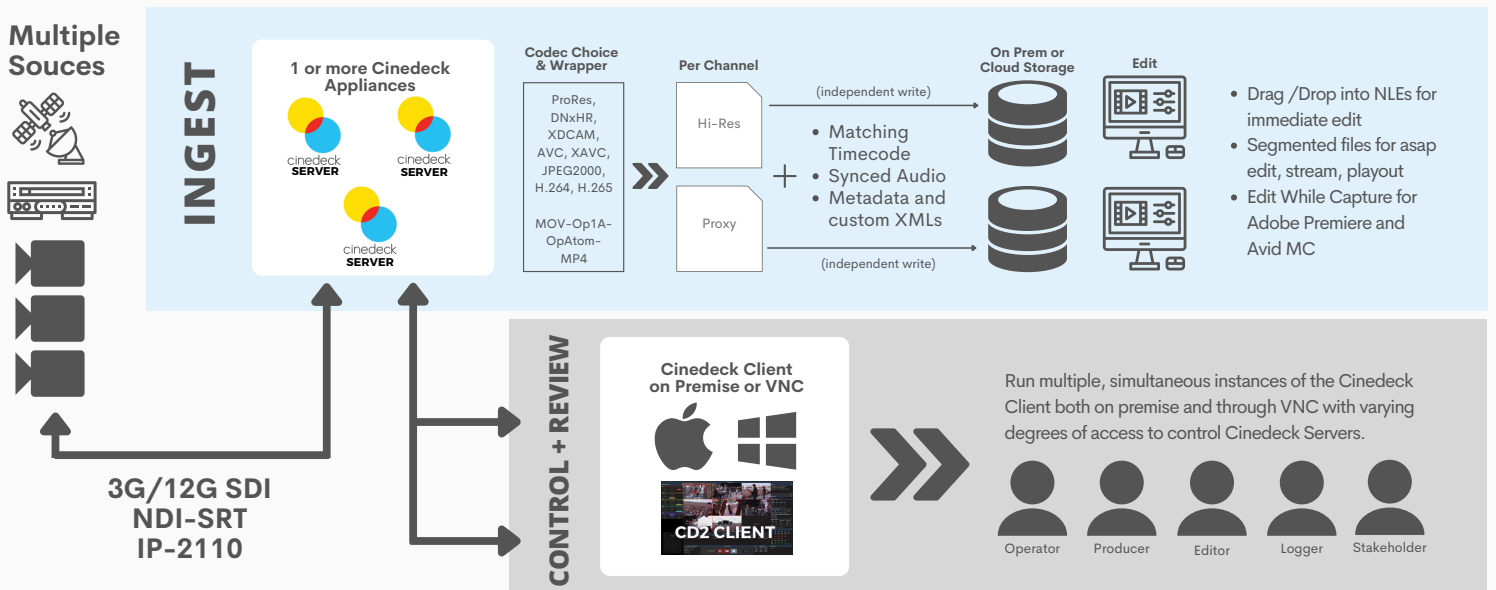 Multiple
Souces
INGEST
1 or more Cinedeck
Appliances
cinedeck
SERVER
cinedeck
SERVER
cinedeck
SERVER
Codec Choice
& Wrapper
ProRes,
DNxHR,
XDCAM,
AVC, XAVC,
JPEG2000,
H.264, H.265
MOV-Op1A-
OpAtom-
MP4
Per Channel
Hi-Res
Proxy
(independent write)
• Matching
Timecode
• Synced Audio
• Metadata and
custom XMLs
(independent write)
On Prem or
Cloud Storage
Edit
• Drag /Drop into NLEs for
immediate edit
• Segmented files for asap
edit, stream, playout
• Edit While Capture for
Adobe Premiere and
Avid MC
3G/12G SDI
NDI-SRT
IP-2110
CONTROL + REVIEW
Cinedeck Client
on Premise or VNC
CD2 CLIENT
Run multiple, simultaneous instances of the Cinedeck
Client both on premise and through VNC with varying
degrees of access to control Cinedeck Servers.
Operator
Producer
Editor
Logger
Stakeholder